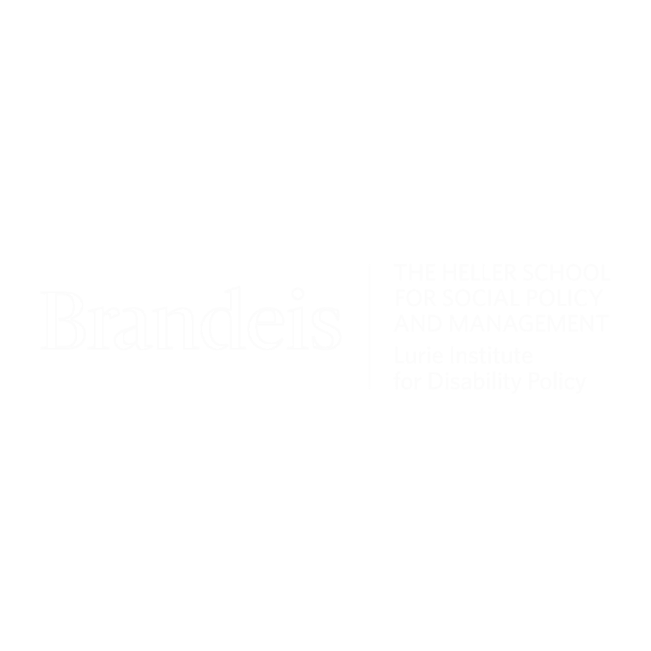 Brandeis
THE HELLER SCHOOL
FOR SOCIAL POLICY
AND MANAGEMENT
Lurie Institute
for Disability Policy